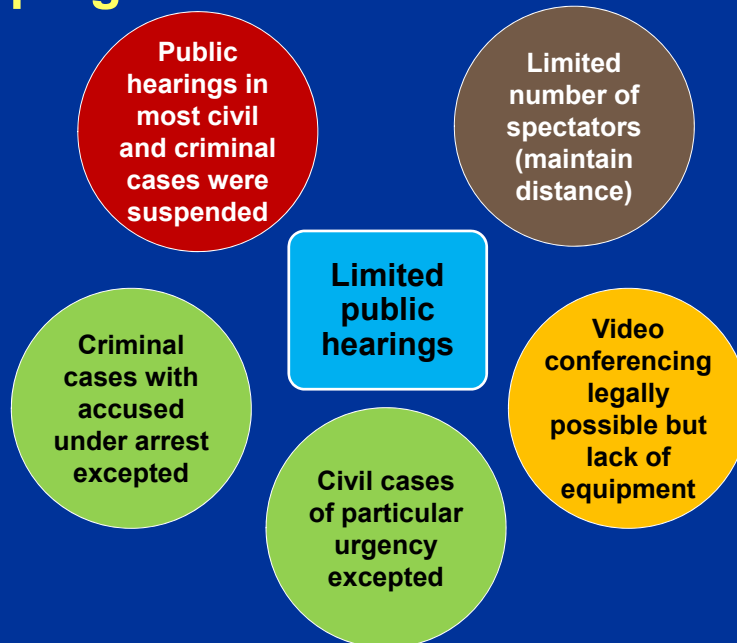 Public
hearings in
most civil
and criminal
cases were
suspended
Limited
number of
spectators
(maintain
distance)
Limited
public
hearings
Criminal
cases with
accused
under arrest
excepted
Video
conferencing
legally
possible but
lack of
equipment
Civil cases
of particular
urgency
excepted